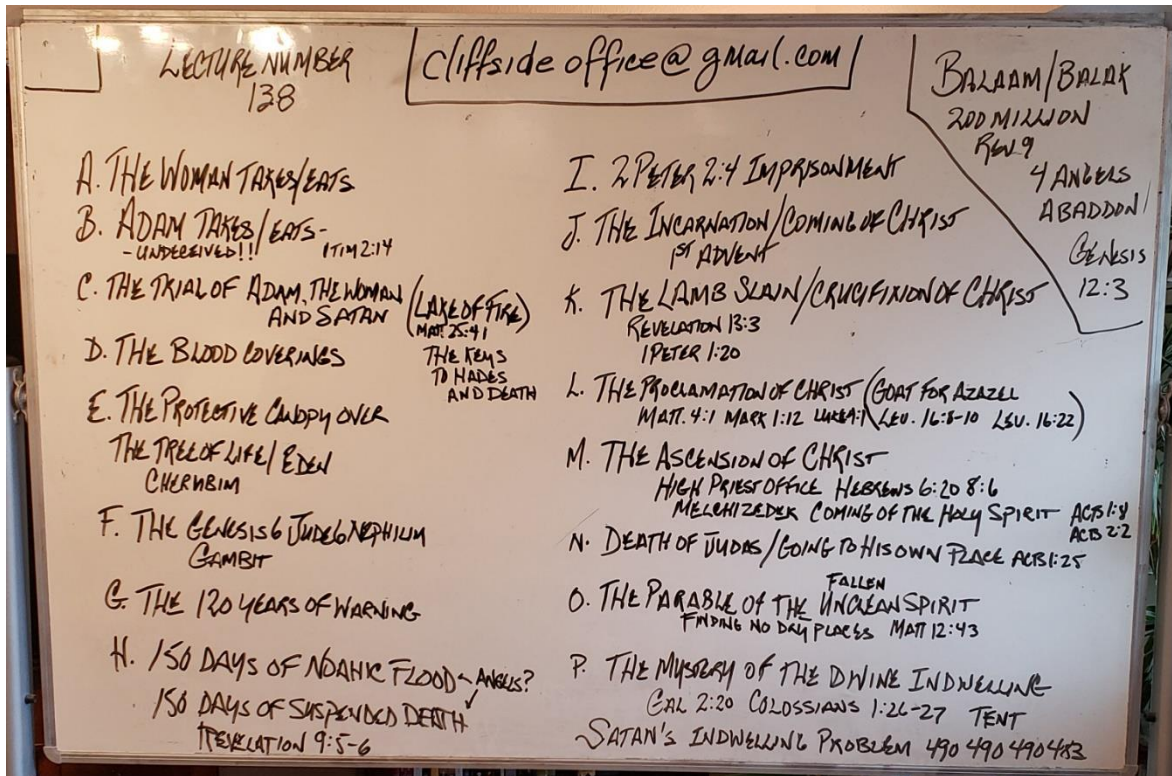 LECTURE NUMBER
138
cliffside office@gmail.com
BALAAM/BALAK
200 MILLION
REV. 9
4 ANGELS
ABADDON/
GENESIS
12:3
A. THE WOMAN TAKES/EATS
B. ADAM TAKES/EATS-
-UNDECEIVED!!! 1TIM 2:14
C. THE TRIAL OF ADAM, THE WOMAN
AND SATAN
(LAKE OF FIRE)
MATT. 25:41
THE KEYS
TO HADES
AND DEATH
D. THE BLOOD COVERINGS
E. THE PROTECTIVE CANOPY OVER
THE TREE OF LIFE/EDEN
CHERUBIM
F. THE GENESIS 6 JUDE 6 NEPHILIM
GAMBIT
G. THE 120 YEARS OF WARNING
H. 150 DAYS OF NOAHIC FLOOD - ANGELS?
150 DAYS OF SUSPENDED DEATH
REVELATION 9:5-6
I. 2 PETER 2:4 IMPRISONMENT
J. THE INCARNATION/COMING OF CHRIST
1ST ADVENT
K. THE LAMB SLAIN/CRUCIFIXION OF CHRIST
REVELATION 13:3
1 PETER 1:20
L. THE PROCLAMATION OF CHRIST (GOAT FOR AZAZEL
MATT. 4:1 MARK 1:12 LUKE 4:1 LEV. 16:8-10 LEV. 16:22)
M. THE ASCENSION OF CHRIST
HIGH PRIEST OFFICE HEBREWS 6:20 8:6
MELCHIZEDEK COMING OF THE HOLY SPIRIT ACTS 1:8
ACTS 2:2
N. DEATH OF JUDAS/GOING TO HIS OWN PLACE ACTS 1:25
FALLEN
O. THE PARABLE OF THE UNCLEAN SPIRIT
FINDING NO DRY PLACES MATT 12:43
P. THE MYSTERY OF THE DIVINE INDWELLING
GAL 2:20 COLOSSIANS 1:26-27 TENT
SATAN'S INDWELLING PROBLEM 490 490 490 483